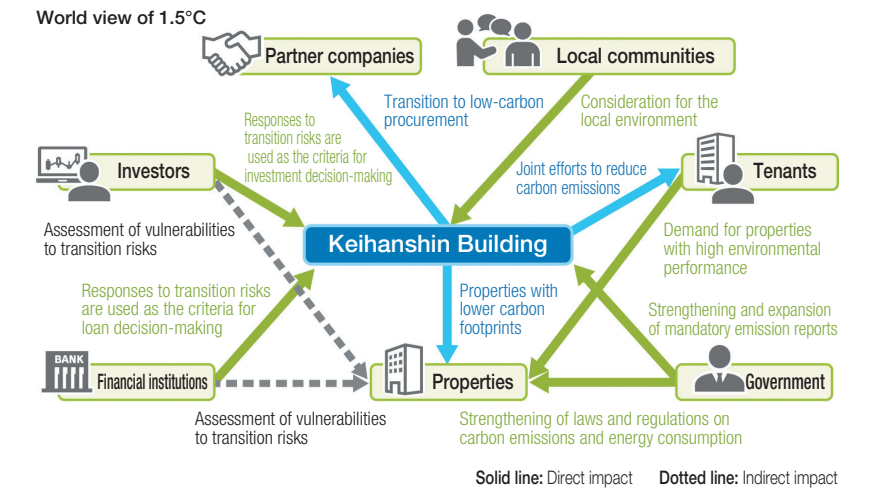 World view of 1.5°C
Partner companies
Local communities
Transition to low-carbon
procurement
Consideration for the
local environment
Responses to
transition risks are
used as the criteria for
investment decision-making
Investors
Joint efforts to reduce
carbon emissions
Tenants
Assessment of vulnerabilities
to transition risks
Keihanshin Building
Demand for properties
with high environmental
performance
Responses to transition risks
are used as the criteria for
loan decision-making
Properties with
lower carbon
footprints
Strengthening and expansion
of mandatory emission reports
BANK
Financial institutions
Properties
Government
Assessment of vulnerabilities
to transition risks
Strengthening of laws and regulations on
carbon emissions and energy consumption
Solid line: Direct impact Dotted line: Indirect impact